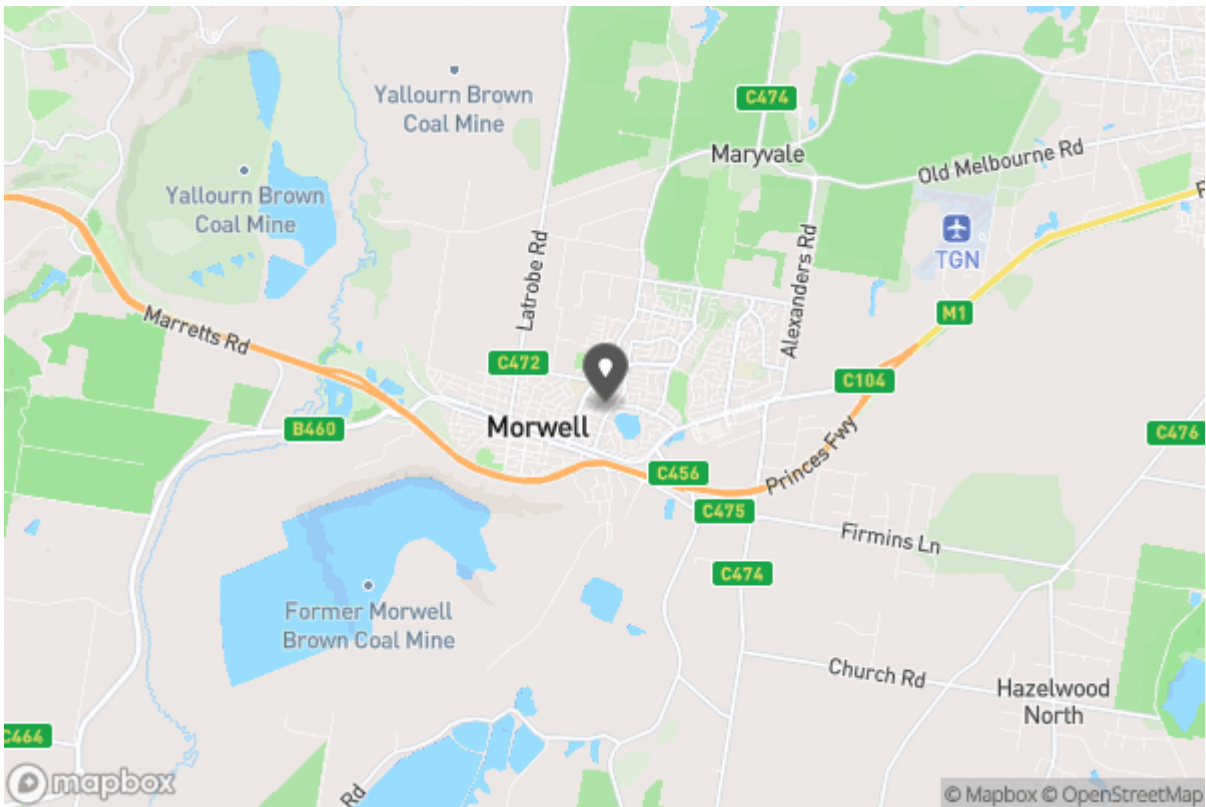 Yallourn Brown
Coal Mine
C474
Maryvale
Old Melbourne Rd
Yallourn Brown
Coal Mine
TGN
Latrobe Rd
Alexanders Rd
M1
Marretts Rd
C472
C104
Morwell
B460
C476
C456
Princes Fwy
C475
Firmins Ln
C474
Former Morwell
Brown Coal Mine
Church Rd
Hazelwood
North
C464
Rd
mapbox
© Mapbox © OpenStreetMap